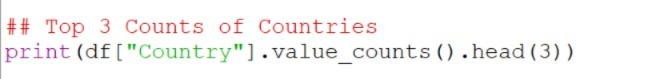 ## Top 3 Counts of Countries
print(df["Country"].value_counts().head(3))